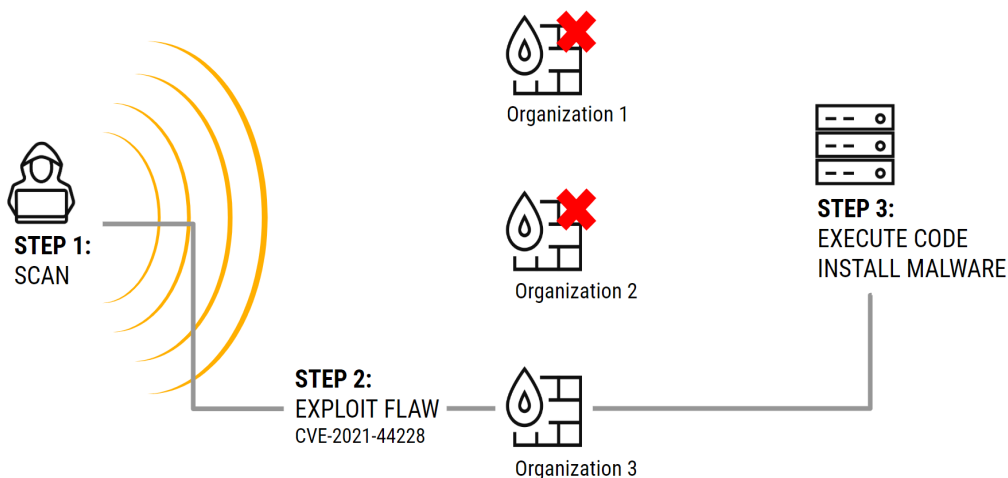 Organization 1
STEP 1:
SCAN
Organization 2
STEP 2:
EXPLOIT FLAW
CVE-2021-44228
Organization 3
STEP 3:
EXECUTE CODE
INSTALL MALWARE